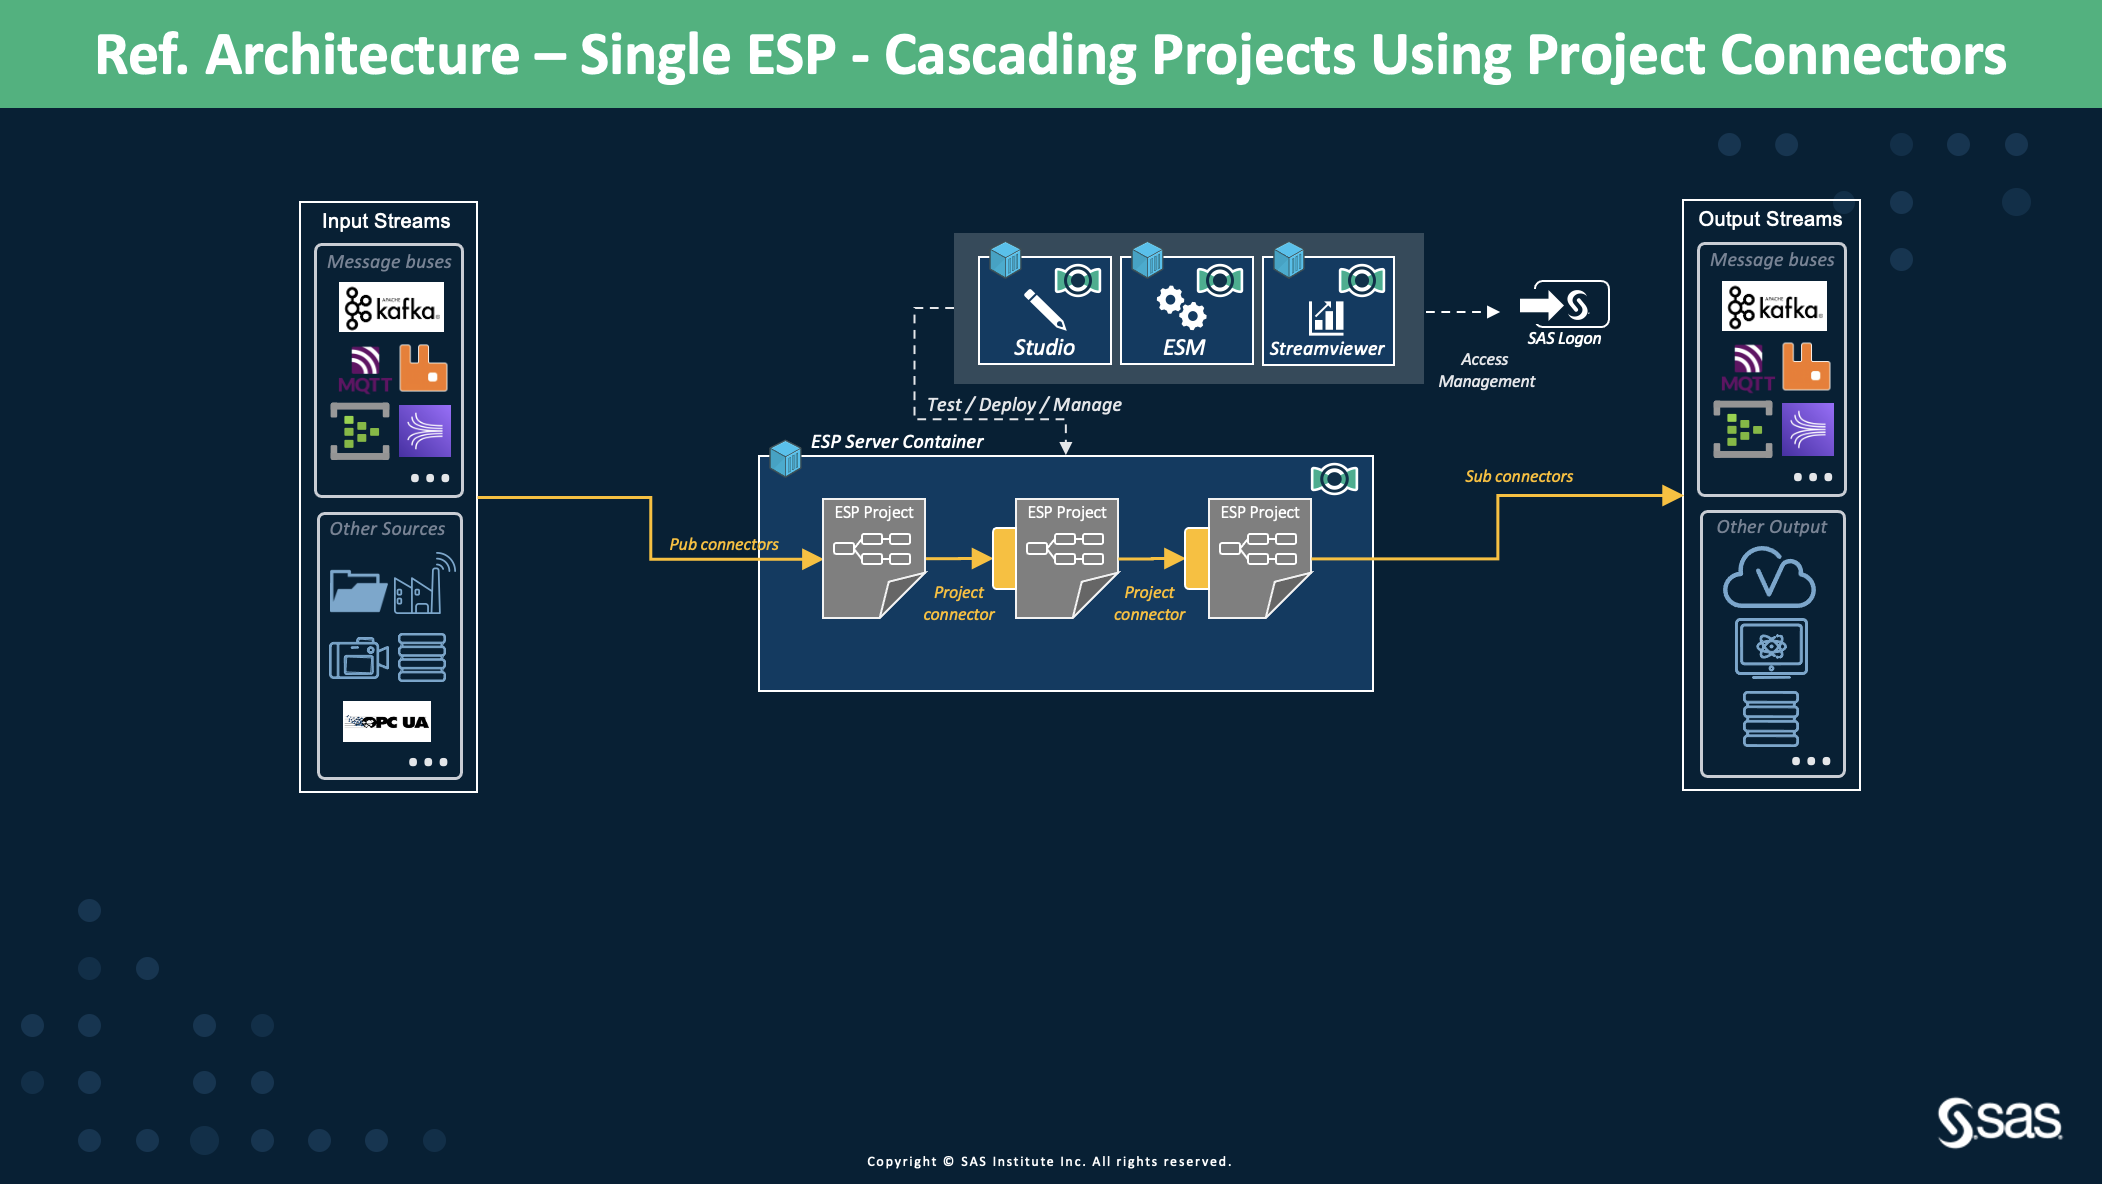 Ref. Architecture – Single ESP - Cascading Projects Using Project Connectors
Input Streams
Message buses
APACHE
kafka®
MQTT
Other Sources
OPC UA
Studio
ESM
Streamviewer
SAS Logon
Access
Management
Test / Deploy / Manage
ESP Server Container
ESP Project
ESP Project
ESP Project
Pub connectors
Project
connector
Project
connector
Sub connectors
Output Streams
Message buses
APACHE
kafka®
MQTT
Other Output
sas
Copyright © SAS Institute Inc. All rights reserved.